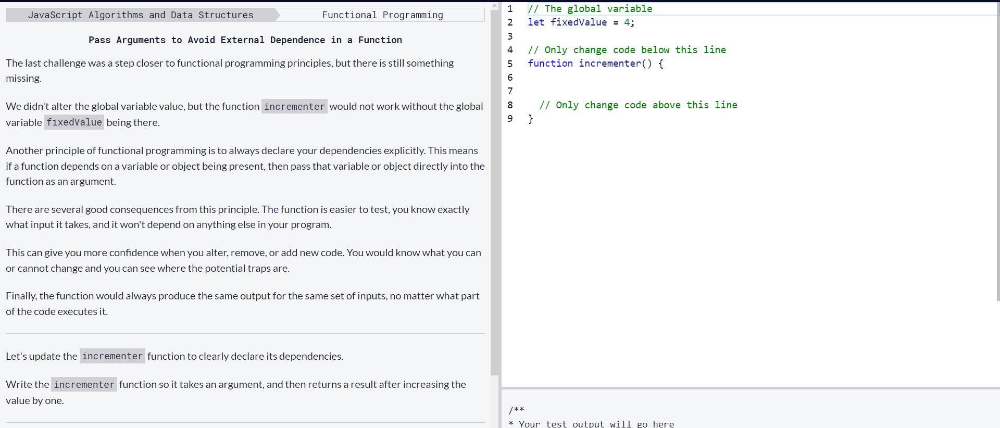 JavaScript Algorithms and Data Structures
Functional Programming
Pass Arguments to Avoid External Dependence in a Function
The last challenge was a step closer to functional programming principles, but there is still something
missing.
We didn't alter the global variable value, but the function incrementer would not work without the global
variable fixedValue being there.
Another principle of functional programming is to always declare your dependencies explicitly. This means
if a function depends on a variable or object being present, then pass that variable or object directly into the
function as an argument.
There are several good consequences from this principle. The function is easier to test, you know exactly
what input it takes, and it won't depend on anything else in your program.
This can give you more confidence when you alter, remove, or add new code. You would know what you can
or cannot change and you can see where the potential traps are.
Finally, the function would always produce the same output for the same set of inputs, no matter what part
of the code executes it.
Let's update the incrementer function to clearly declare its dependencies.
Write the incrementer function so it takes an argument, and then returns a result after increasing the
value by one.
1 // The global variable
2 let fixedValue = 4;
3
4 // Only change code below this line
5 function incrementer() {
6
7
8 // Only change code above this line
9 }
/**
* Your test output will go here